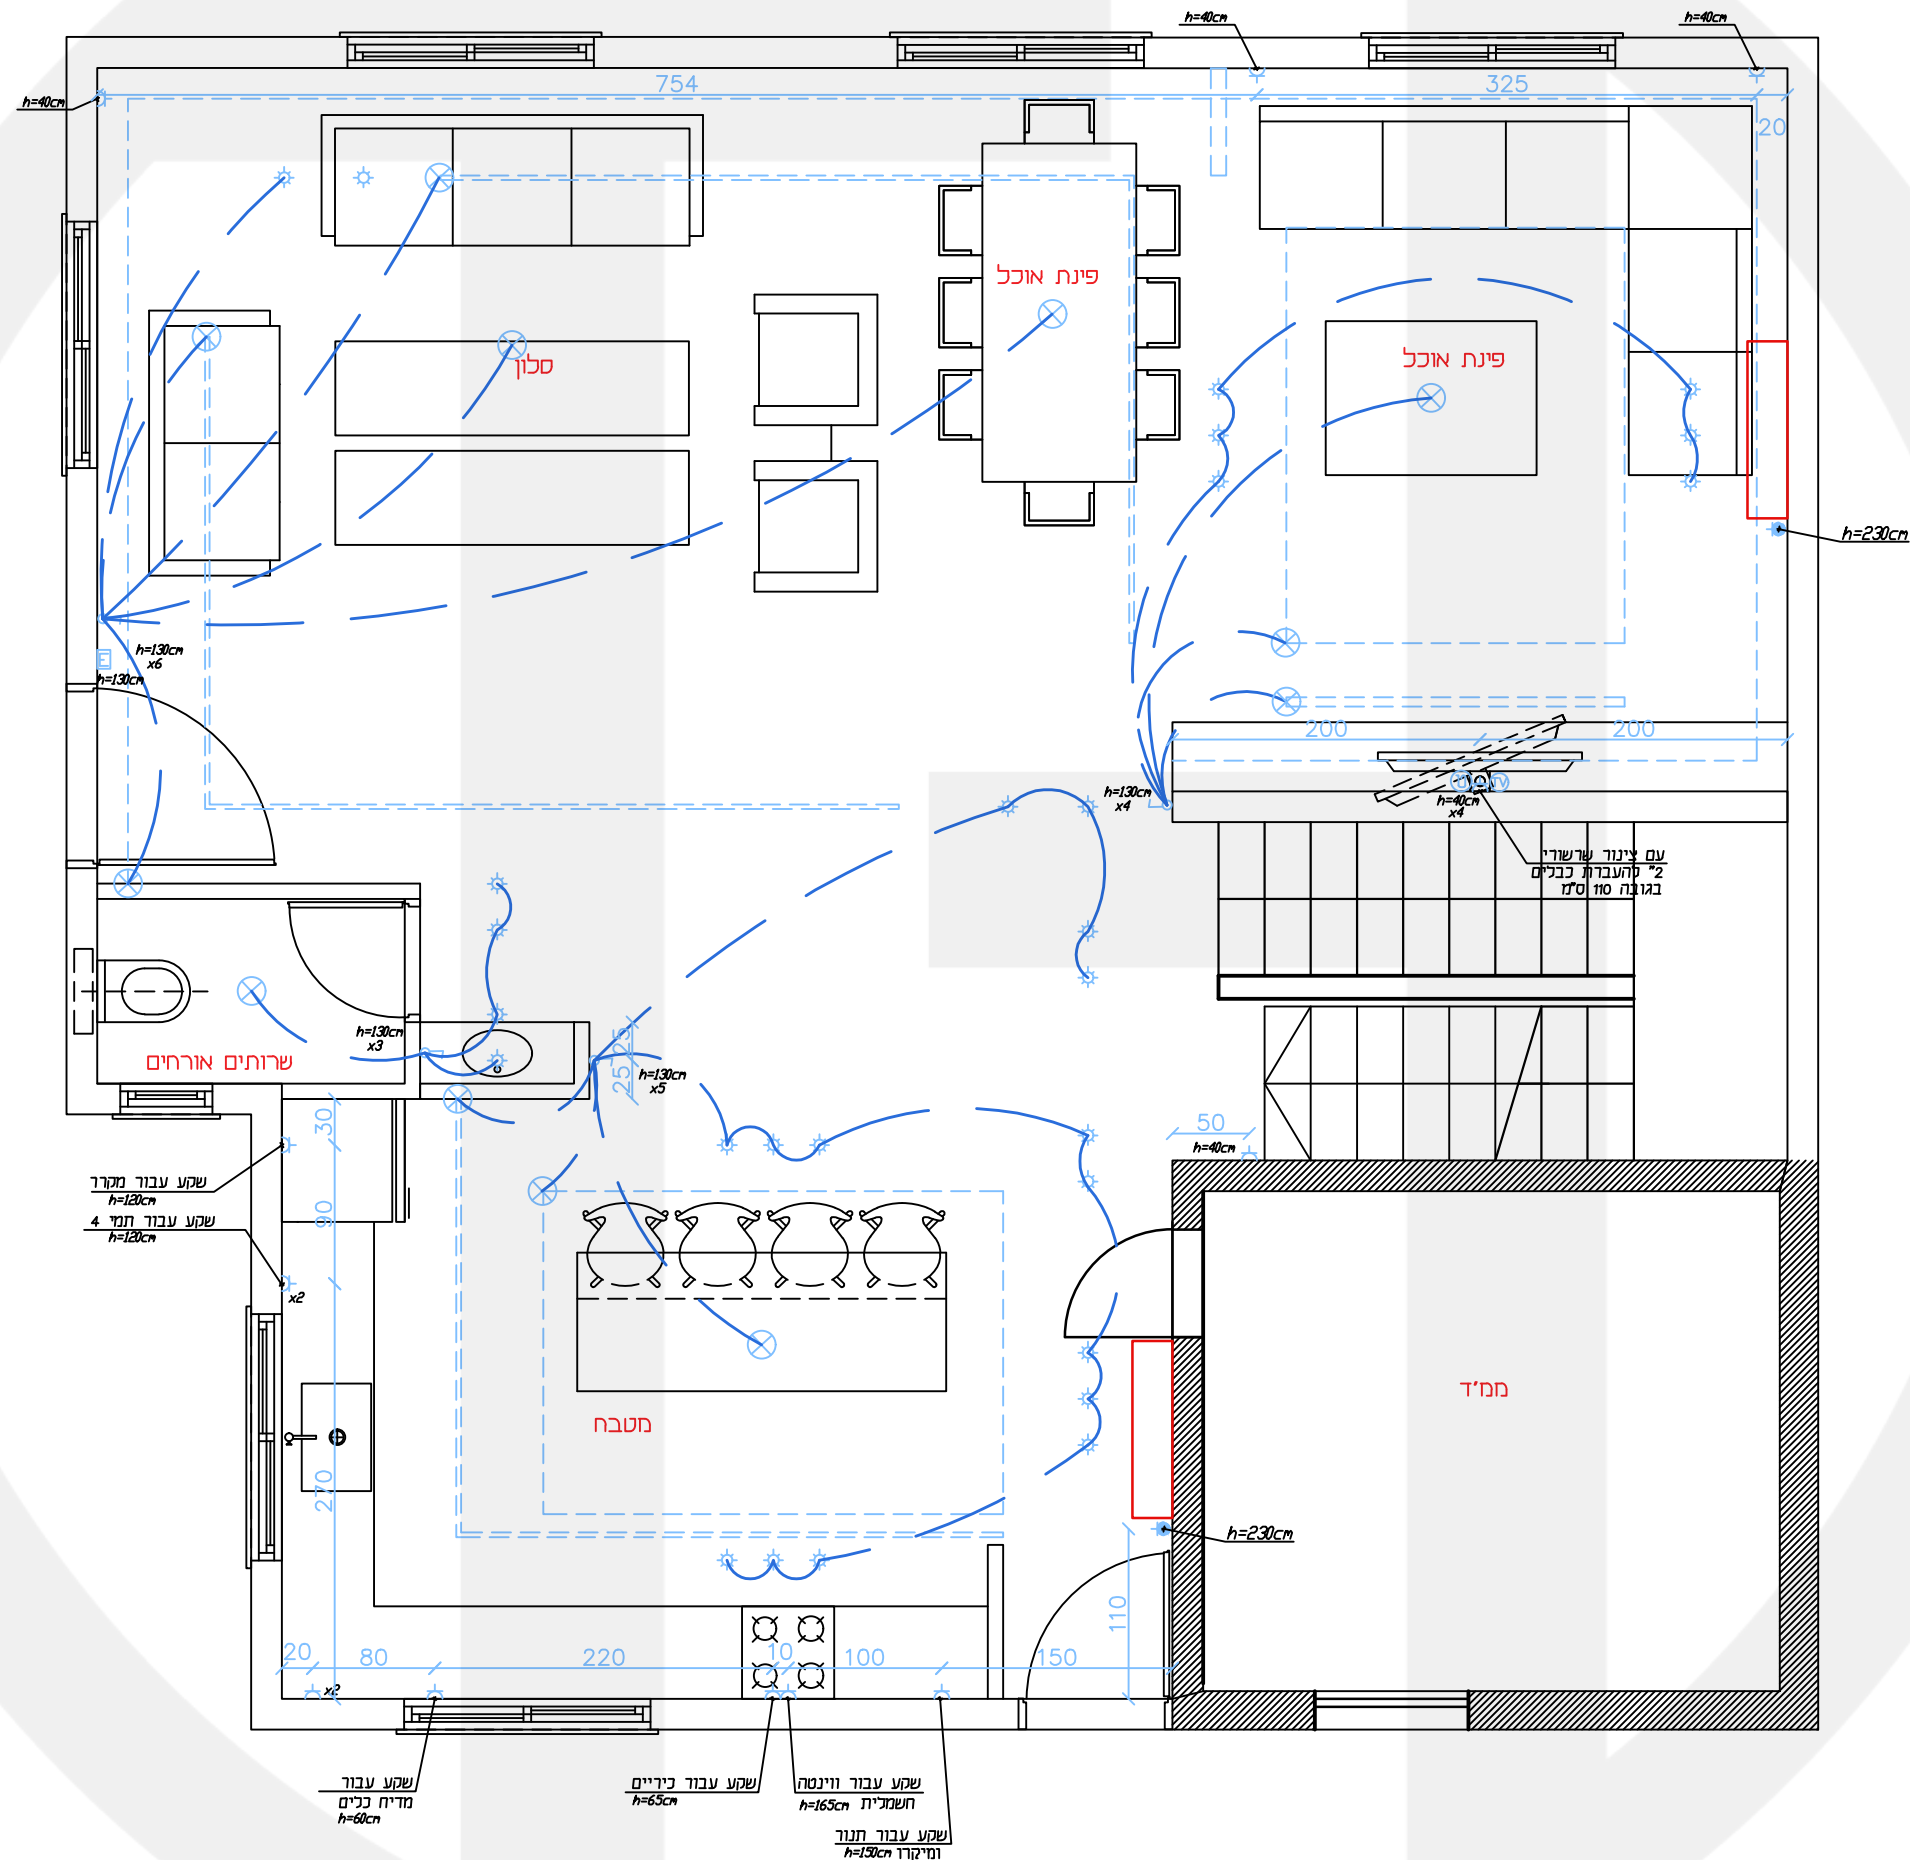 h=40cm
h=40cm
h=40cm
754
325
20
פינת אוכל
פינת אוכל
סלון
h=230cm
h=130cm
x6
h=130cm
200
200
TV
h=130cm
x4
h=40cm
x4
עם צינור שרשורי
2" להעברת כבלים
בגובה 110 ס"מ
h=130cm
x3
שרותים אורחים
25
25
h=130cm
x5
30
50
h=40cm
שקע עבור מקרר
h=120cm
90
שקע עבור תמי 4
h=120cm
x2
ממ'ד
מטבח
270
h=230cm
110
20
80
220
10
100
150
x2
שקע עבור
מדיח כלים
h=60cm
שקע עבור כיריים
h=65cm
שקע עבור ווינטה
חשמלית h=165cm
שקע עבור תנור
ומיקרו h=150cm